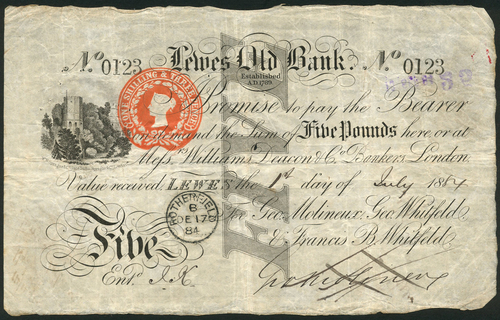 No 0123 Lewes Old Bank. No 0123
Established
A.D. 1789.
ONE SHILLING & THREE PENCE
Promise to pay the Bearer
on demand the Sum of Five Pounds here, or at
Messrs. Williams Deacon & Co. Bankers London
Value received. LEWES the 1st day of July 1884
For Geo. Molineux, Geo. Whitfeld
& Francis B. Whitfeld.
ROTHERFIELD
B
DE 17
84
Five
FIVE
Entd. J.K.